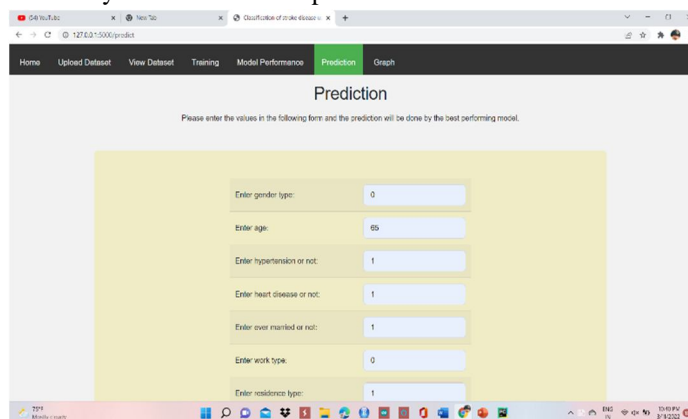 (54) YouTube
New Tab
Classification of stroke disease u
127.0.0.1:5000/predict
Home Upload Dataset View Dataset Training Model Performance Prediction Graph
Prediction
Please enter the values in the following form and the prediction will be done by the best performing model.
Enter gender type: 0
Enter age: 65
Enter hypertension or not: 1
Enter heart disease or not: 1
Enter ever married or not: 1
Enter work type: 0
Enter residence type: 1
ENG
IN